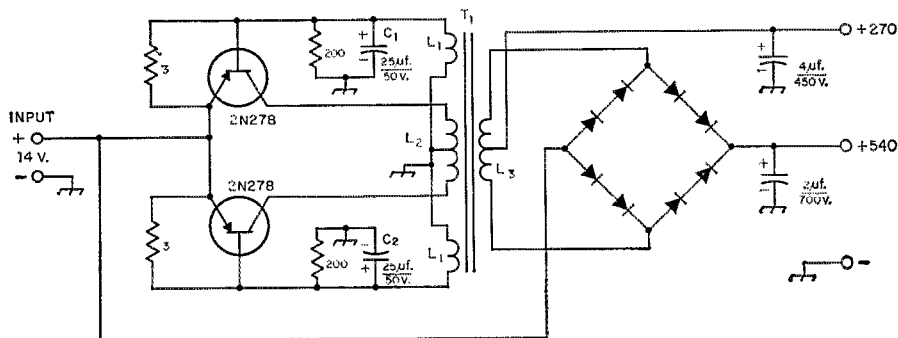 T1
L1
C1
25µf.
50V.
200
3
2N278
INPUT
+
14 V.
-
L2
L3
2N278
3
200
C2
25µf.
50V.
L1
+270
4µf.
450V.
+540
2µf.
700V.
-